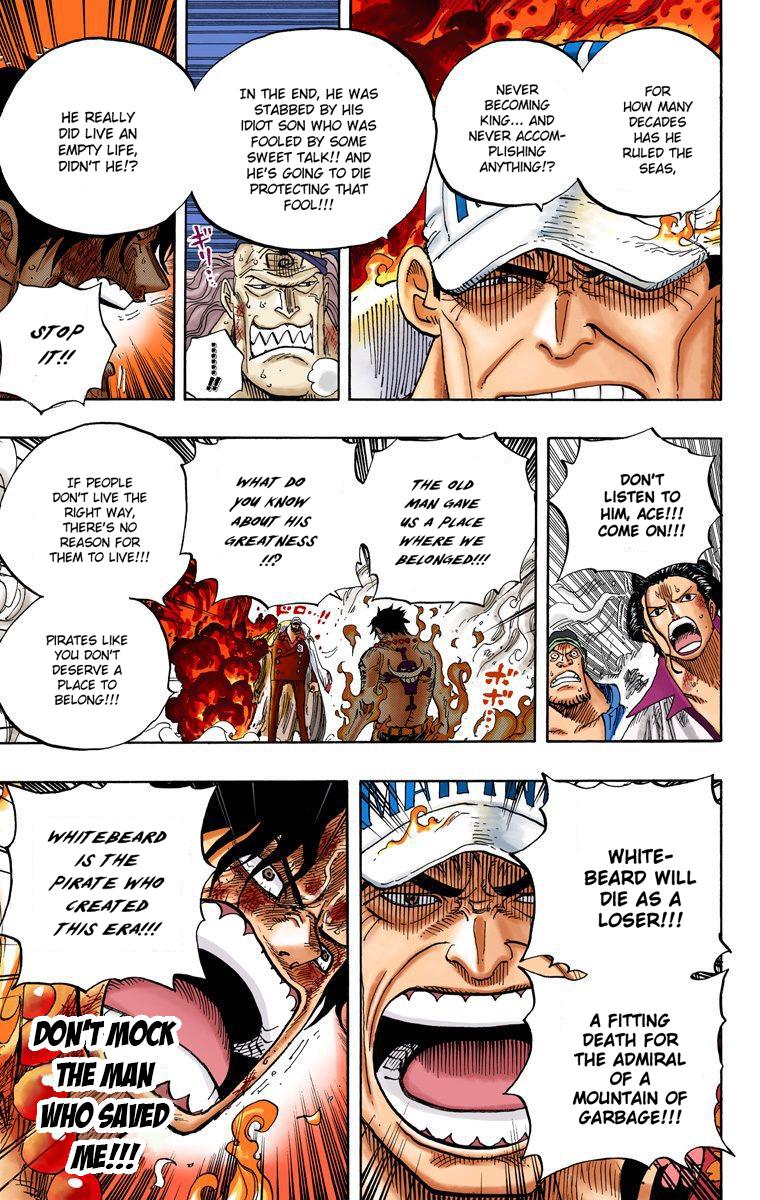 FOR
HOW MANY
DECADES
HAS HE
RULED THE
SEAS,
NEVER
BECOMING
KING... AND
NEVER ACCOM-
PLISHING
ANYTHING!?
IN THE END, HE WAS
STABBED BY HIS
IDIOT SON WHO WAS
FOOLED BY SOME
SWEET TALK!! AND
HE'S GOING TO DIE
PROTECTING THAT
FOOL!!!
ギリ…
……!!
HE REALLY
DID LIVE AN
EMPTY LIFE,
DIDN'T HE!?
STOP
IT!!
DON'T
LISTEN TO
HIM, ACE!!!
COME ON!!!
THE OLD
MAN GAVE
US A PLACE
WHERE WE
BELONGED!!!
WHAT DO
YOU KNOW
ABOUT HIS
GREATNESS
!!?
ドロ…!!
ボボ…
IF PEOPLE
DON'T LIVE THE
RIGHT WAY,
THERE'S NO
REASON FOR
THEM TO LIVE!!!
PIRATES LIKE
YOU DON'T
DESERVE A
PLACE TO
BELONG!!!
WHITE-
BEARD WILL
DIE AS A
LOSER!!!
A FITTING
DEATH FOR
THE ADMIRAL
OF A
MOUNTAIN OF
GARBAGE!!!
WHITEBEARD
IS THE
PIRATE WHO
CREATED
THIS ERA!!!
DON'T MOCK
THE MAN
WHO SAVED
ME!!!